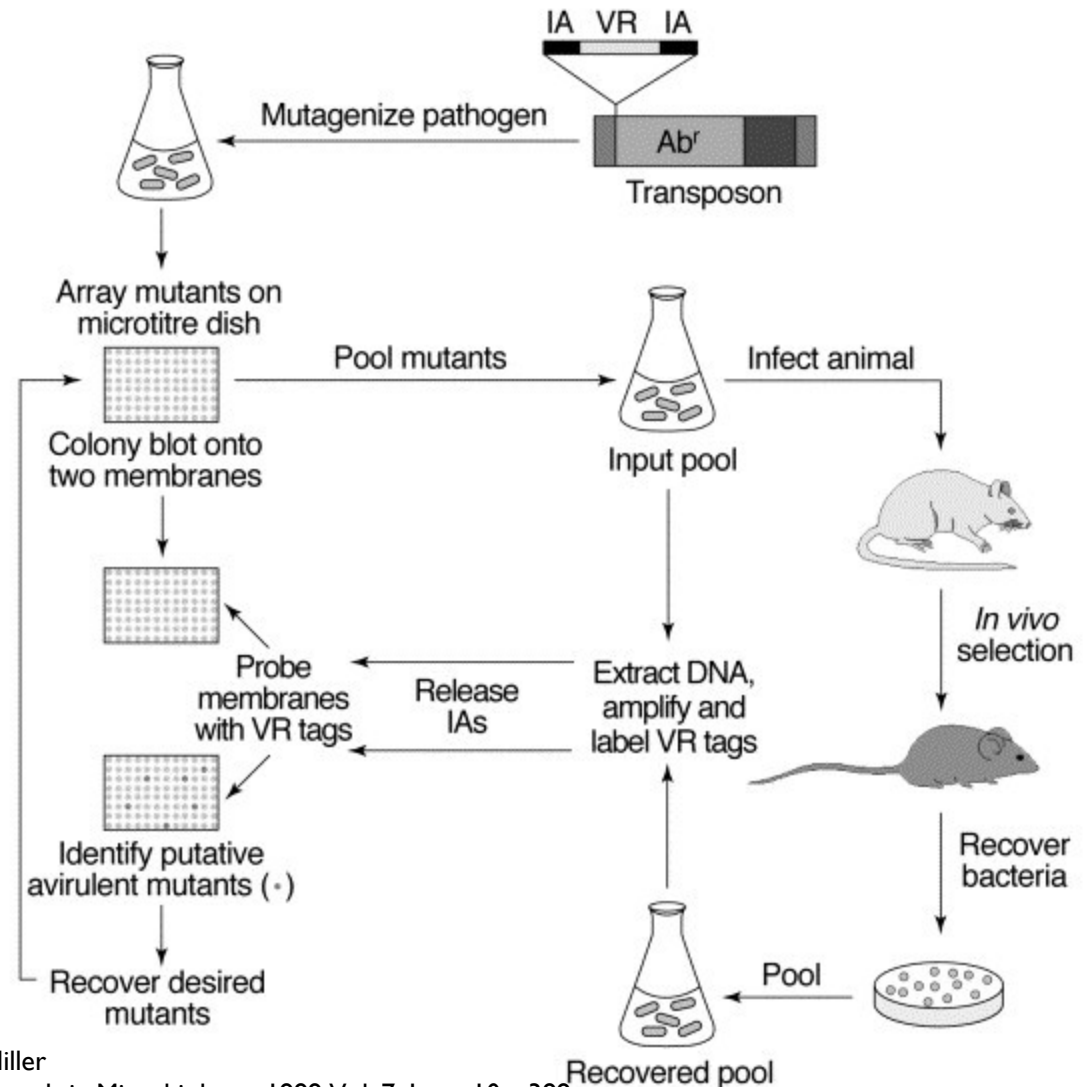 IA VR IA
Mutagenize pathogen
Abʳ
Transposon
Array mutants on
microtitre dish
Pool mutants
Infect animal
Colony blot onto
two membranes
Input pool
In vivo
selection
Probe
membranes
with VR tags
Release
IAs
Extract DNA,
amplify and
label VR tags
Identify putative
avirulent mutants (•)
Recover
bacteria
Recover desired
mutants
Pool
Recovered pool